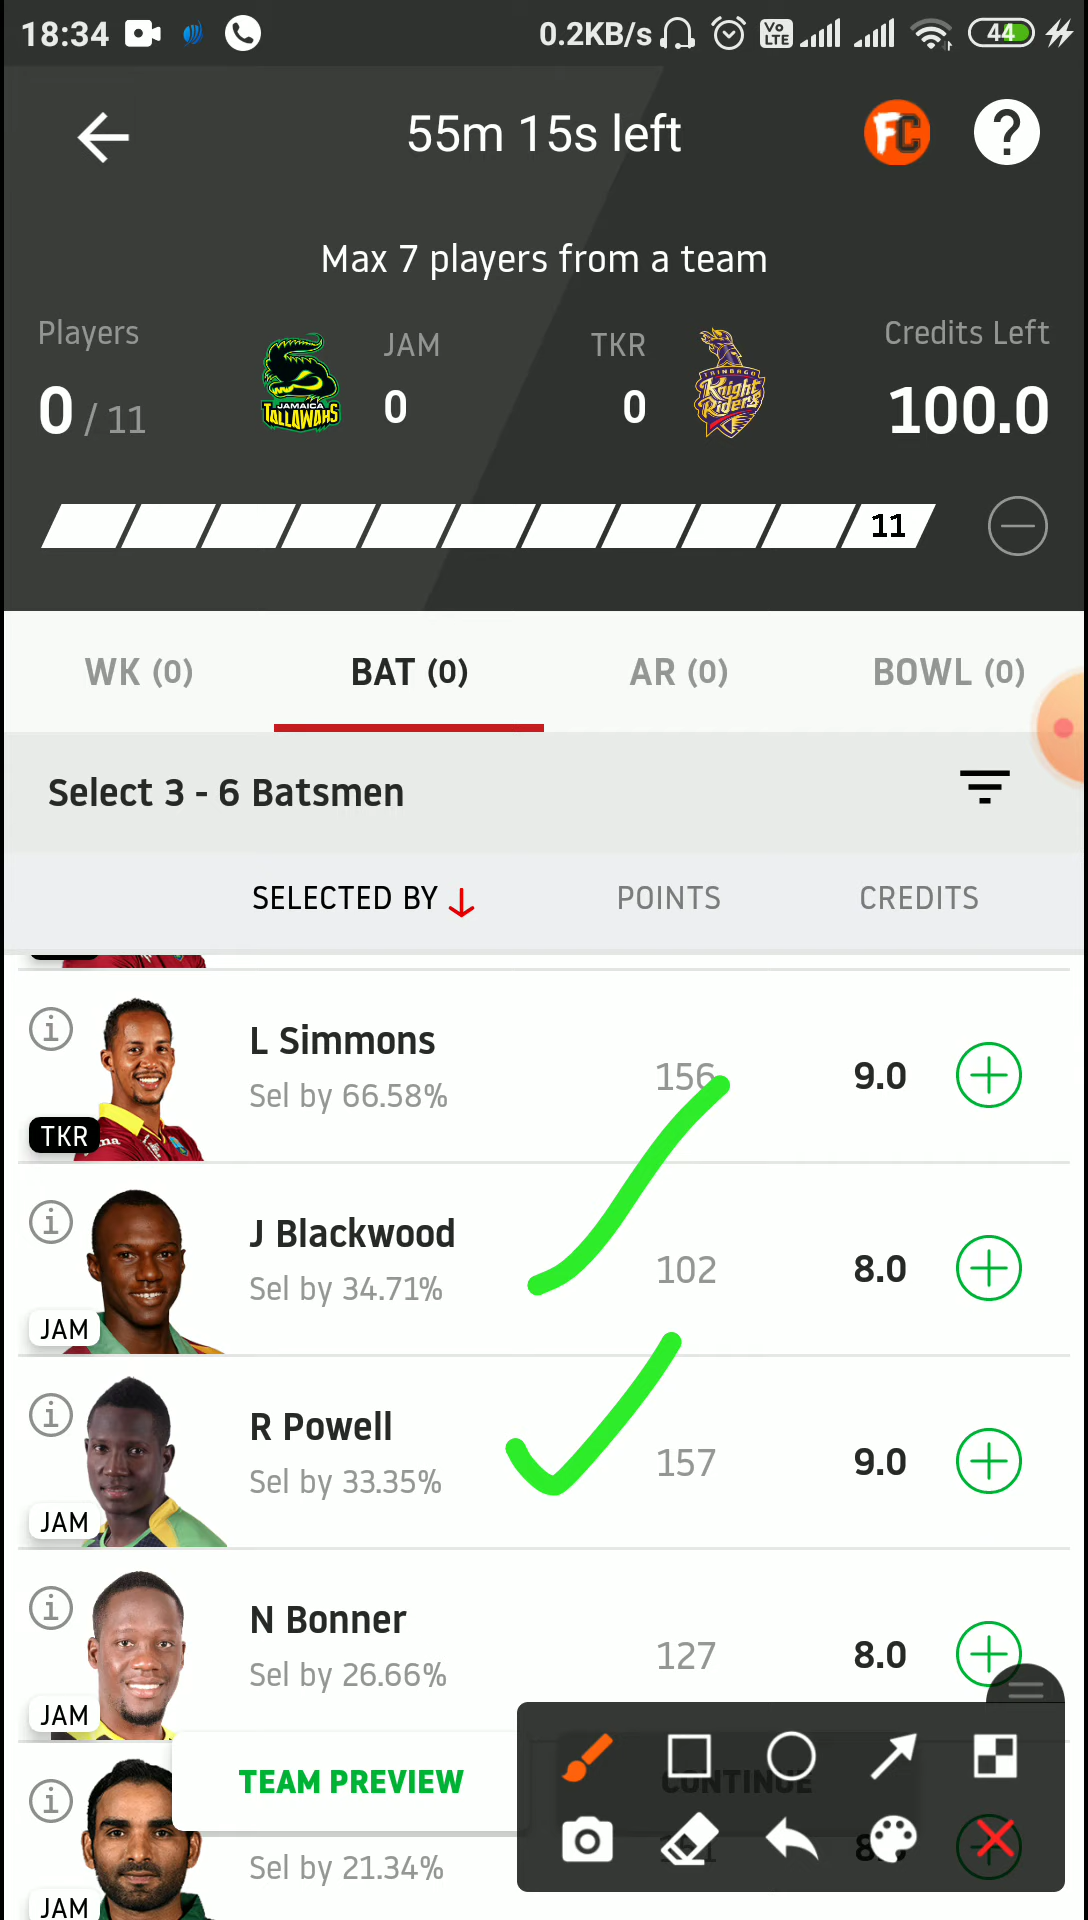 18:34 0.2KB/s Vo LTE 44
55m 15s left FC ?
Max 7 players from a team
Players JAM TKR Credits Left
0 / 11 JAMAICA TALLAWAHS 0 0 TRINBAGO Knight Riders 100.0
11
WK (0) BAT (0) AR (0) BOWL (0)
Select 3 - 6 Batsmen
SELECTED BY POINTS CREDITS
L Simmons
Sel by 66.58% 156 9.0
TKR
J Blackwood
Sel by 34.71% 102 8.0
JAM
R Powell
Sel by 33.35% 157 9.0
JAM
N Bonner
Sel by 26.66% 127 8.0
JAM
TEAM PREVIEW CONTINUE
Sel by 21.34%
JAM